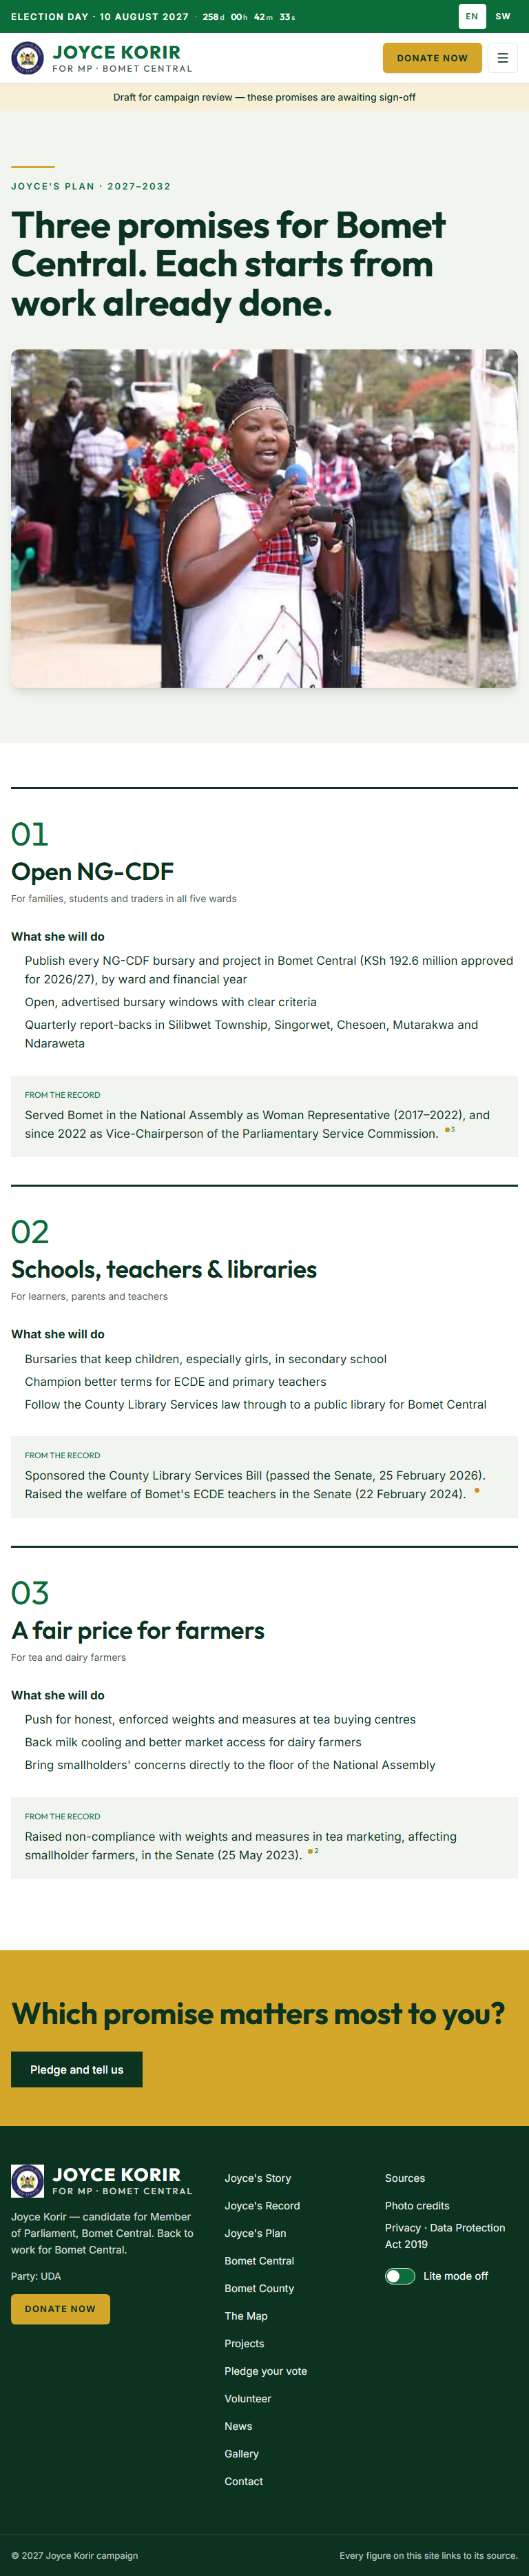 ELECTION DAY · 10 AUGUST 2027 · 258d 00h 42m 33s
EN SW
JOYCE KORIR
FOR MP · BOMET CENTRAL
DONATE NOW
Draft for campaign review — these promises are awaiting sign-off
JOYCE'S PLAN · 2027–2032
Three promises for Bomet
Central. Each starts from
work already done.
01
Open NG-CDF
For families, students and traders in all five wards
What she will do
Publish every NG-CDF bursary and project in Bomet Central (KSh 192.6 million approved
for 2026/27), by ward and financial year
Open, advertised bursary windows with clear criteria
Quarterly report-backs in Silibwet Township, Singorwet, Chesoen, Mutarakwa and
Ndaraweta
FROM THE RECORD
Served Bomet in the National Assembly as Woman Representative (2017–2022), and
since 2022 as Vice-Chairperson of the Parliamentary Service Commission. 3
02
Schools, teachers & libraries
For learners, parents and teachers
What she will do
Bursaries that keep children, especially girls, in secondary school
Champion better terms for ECDE and primary teachers
Follow the County Library Services law through to a public library for Bomet Central
FROM THE RECORD
Sponsored the County Library Services Bill (passed the Senate, 25 February 2026).
Raised the welfare of Bomet's ECDE teachers in the Senate (22 February 2024).
03
A fair price for farmers
For tea and dairy farmers
What she will do
Push for honest, enforced weights and measures at tea buying centres
Back milk cooling and better market access for dairy farmers
Bring smallholders' concerns directly to the floor of the National Assembly
FROM THE RECORD
Raised non-compliance with weights and measures in tea marketing, affecting
smallholder farmers, in the Senate (25 May 2023). 2
Which promise matters most to you?
Pledge and tell us
JOYCE KORIR
FOR MP · BOMET CENTRAL
Joyce Korir — candidate for Member
of Parliament, Bomet Central. Back to
work for Bomet Central.
Party: UDA
DONATE NOW
Joyce's Story
Joyce's Record
Joyce's Plan
Bomet Central
Bomet County
The Map
Projects
Pledge your vote
Volunteer
News
Gallery
Contact
Sources
Photo credits
Privacy · Data Protection
Act 2019
Lite mode off
© 2027 Joyce Korir campaign
Every figure on this site links to its source.